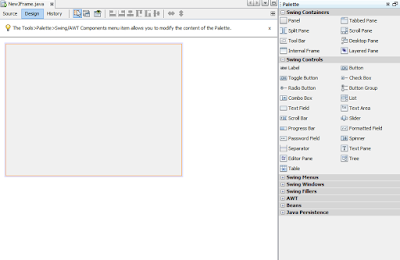 NewJFrame.java
Source Design History
The Tools>Palette>Swing/AWT Components menu item allows you to modify the content of the Palette.
Palette
Swing Containers
Panel Tabbed Pane
Split Pane Scroll Pane
Tool Bar Desktop Pane
Internal Frame Layered Pane
Swing Controls
Label Button
Toggle Button Check Box
Radio Button Button Group
Combo Box List
Text Field Text Area
Scroll Bar Slider
Progress Bar Formatted Field
Password Field Spinner
Separator Text Pane
Editor Pane Tree
Table
Swing Menus
Swing Windows
Swing Fillers
AWT
Beans
Java Persistence